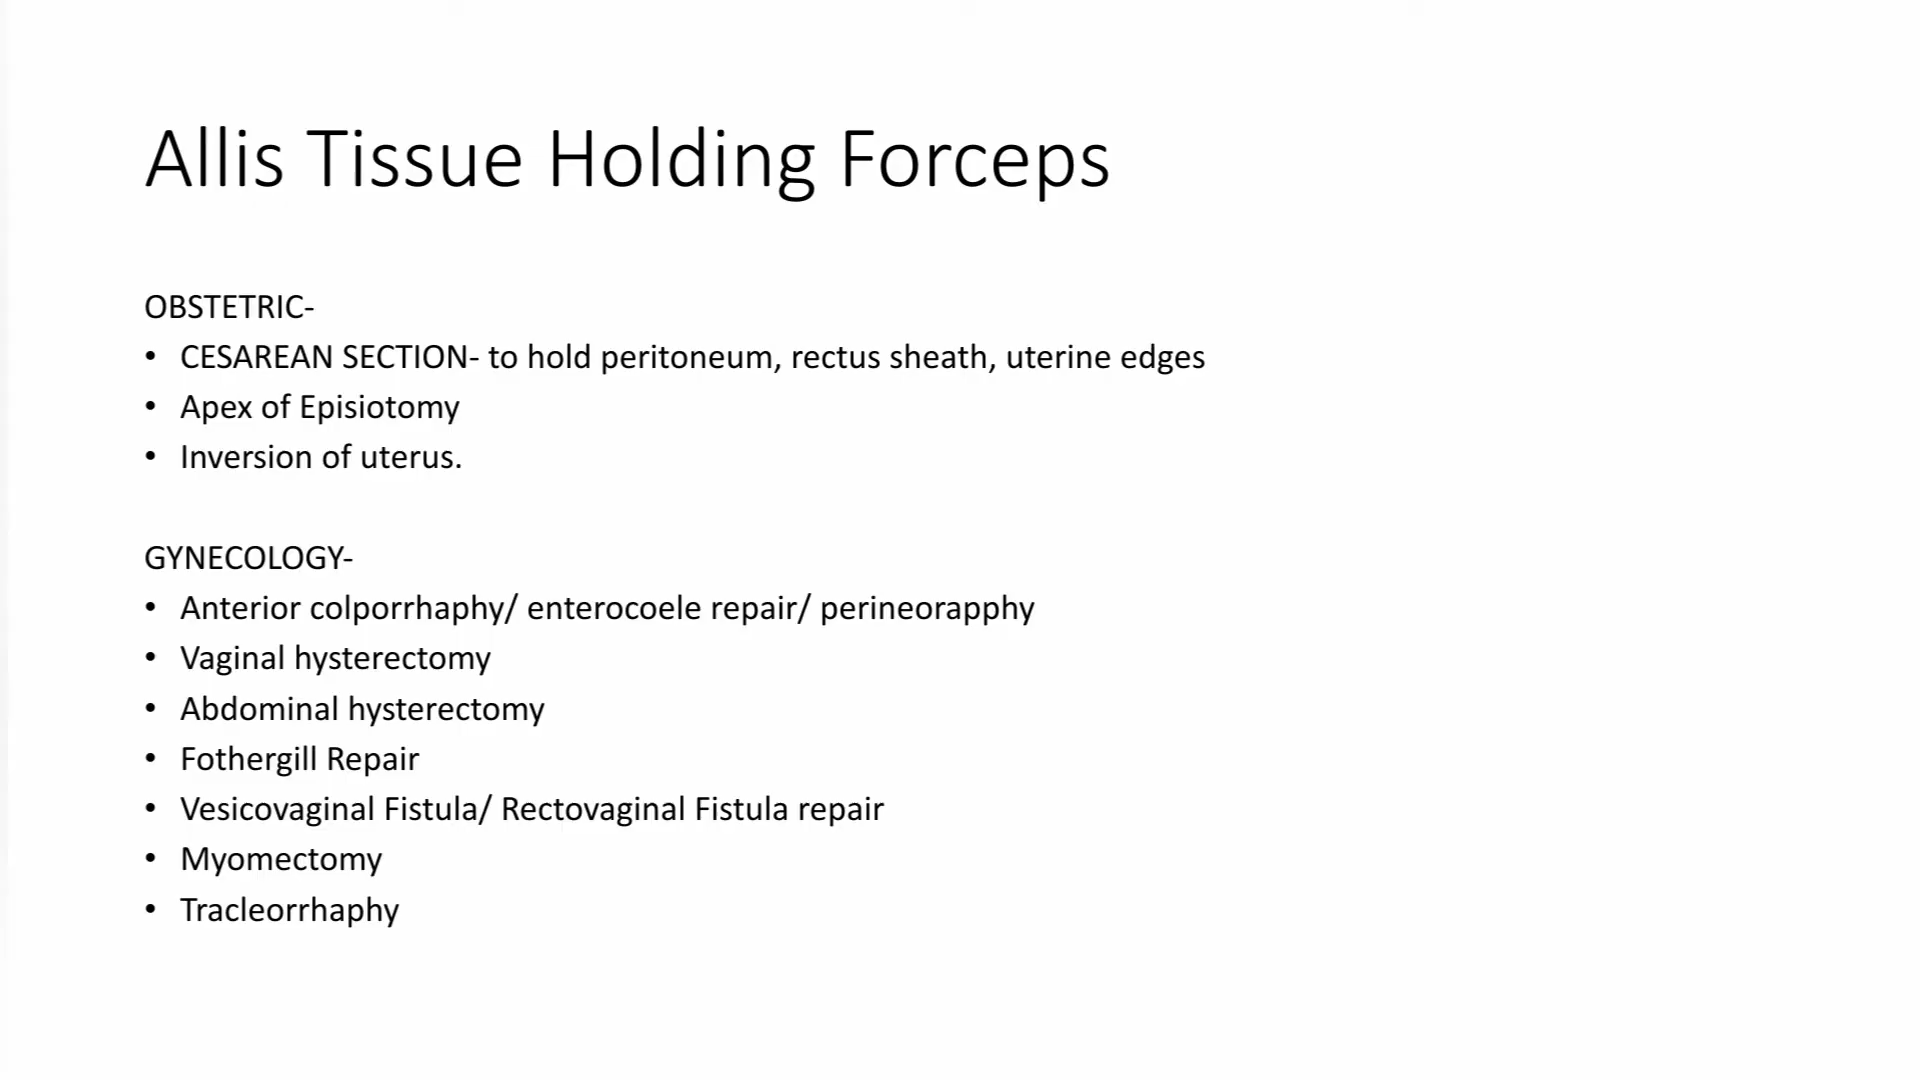 Allis Tissue Holding Forceps
OBSTETRIC-
• CESAREAN SECTION- to hold peritoneum, rectus sheath, uterine edges
• Apex of Episiotomy
• Inversion of uterus.
GYNECOLOGY-
• Anterior colporrhaphy/ enterocoele repair/ perineorapphy
• Vaginal hysterectomy
• Abdominal hysterectomy
• Fothergill Repair
• Vesicovaginal Fistula/ Rectovaginal Fistula repair
• Myomectomy
• Tracleorrhaphy